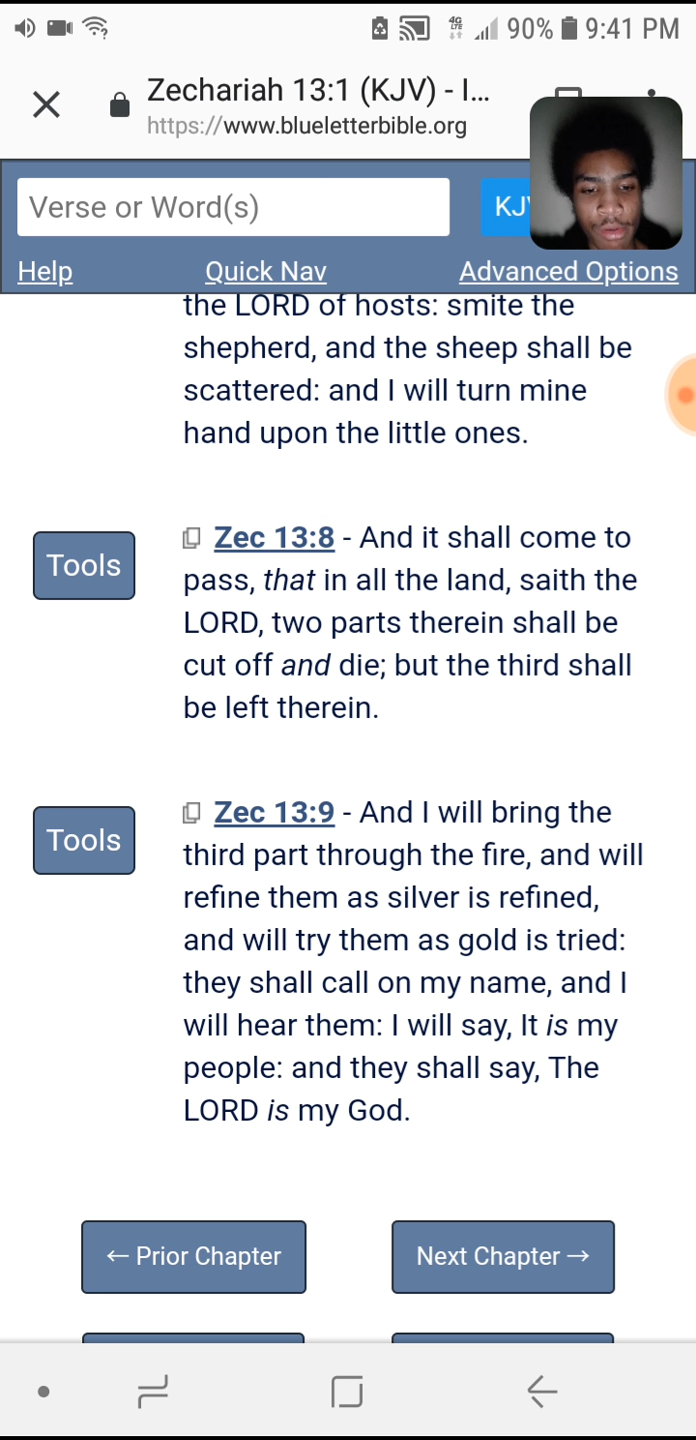 90% 9:41 PM
Zechariah 13:1 (KJV) - I...
https://www.blueletterbible.org
Verse or Word(s)
KJV
Help Quick Nav Advanced Options
the LORD of hosts: smite the
shepherd, and the sheep shall be
scattered: and I will turn mine
hand upon the little ones.
Tools
Zec 13:8 - And it shall come to
pass, that in all the land, saith the
LORD, two parts therein shall be
cut off and die; but the third shall
be left therein.
Tools
Zec 13:9 - And I will bring the
third part through the fire, and will
refine them as silver is refined,
and will try them as gold is tried:
they shall call on my name, and I
will hear them: I will say, It is my
people: and they shall say, The
LORD is my God.
← Prior Chapter Next Chapter →